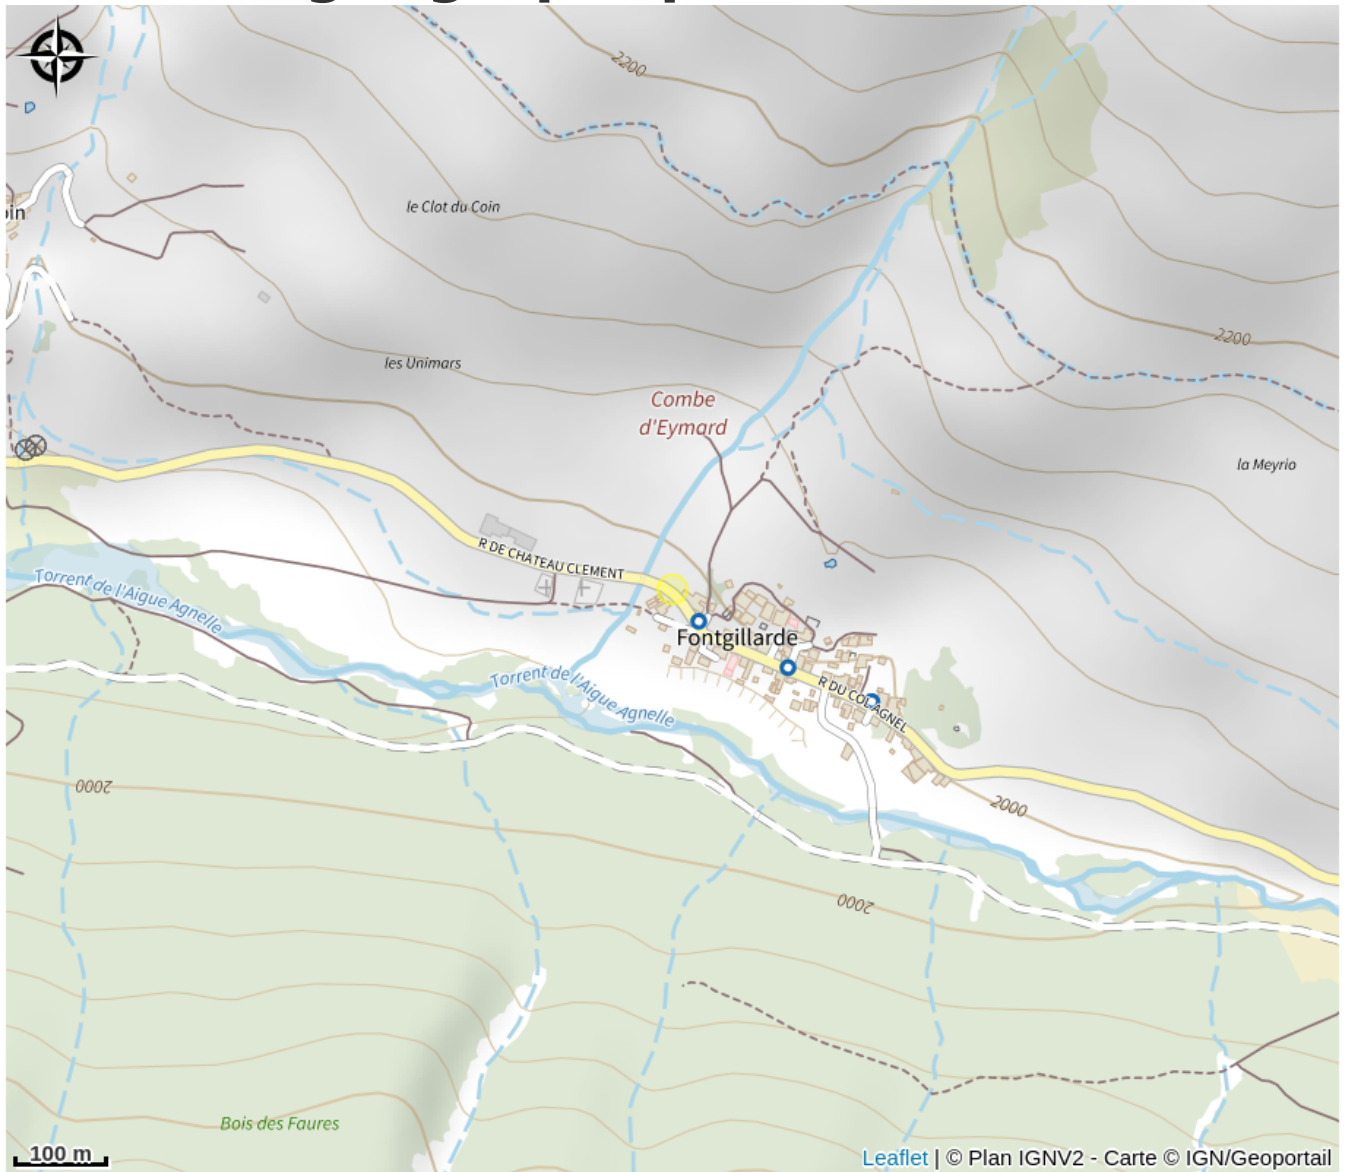 2200
le Clot du Coin
2200
les Unimars
Combe
d'Eymard
la Meyrio
R DE CHATEAU CLEMENT
Torrent de l'Aigue Agnelle
Fontgillarde
Torrent de l'Aigue Agnelle
R DU COL AGNEL
2000
2000
2000
Bois des Faures
100 m
Leaflet | © Plan IGNV2 - Carte © IGN/Geoportail